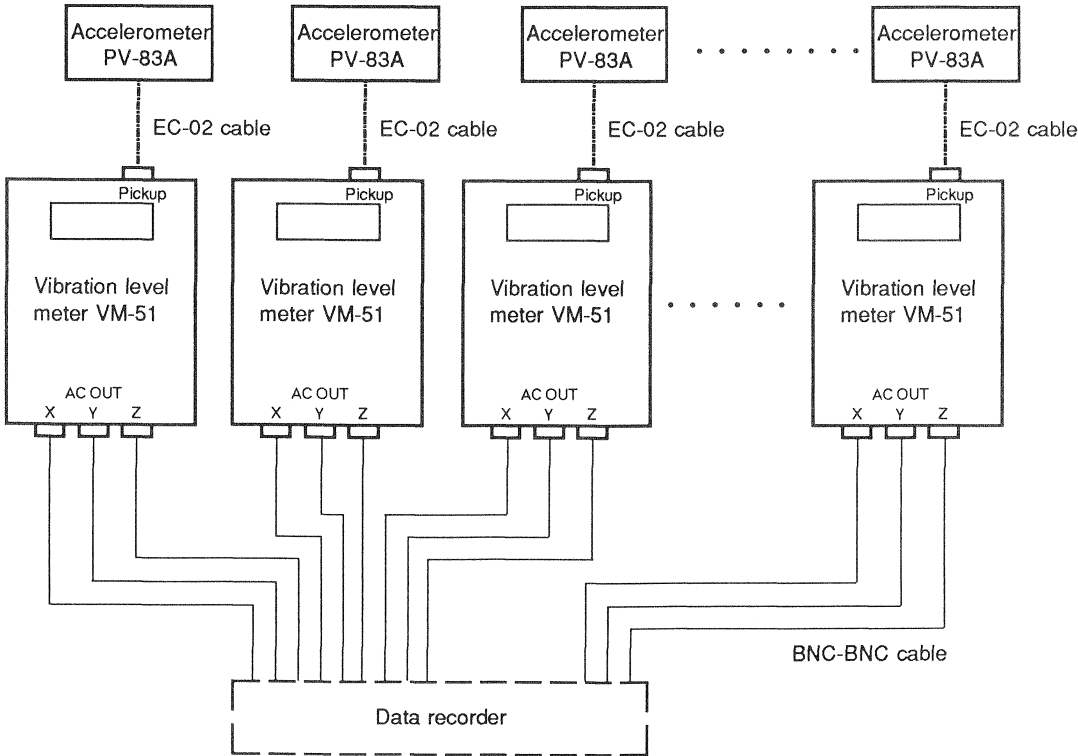 Accelerometer Accelerometer Accelerometer Accelerometer
PV-83A PV-83A PV-83A PV-83A
EC-02 cable EC-02 cable EC-02 cable EC-02 cable
Pickup Pickup Pickup Pickup
Vibration level Vibration level Vibration level Vibration level
meter VM-51 meter VM-51 meter VM-51 meter VM-51
AC OUT AC OUT AC OUT AC OUT
X Y Z X Y Z X Y Z X Y Z
BNC-BNC cable
Data recorder